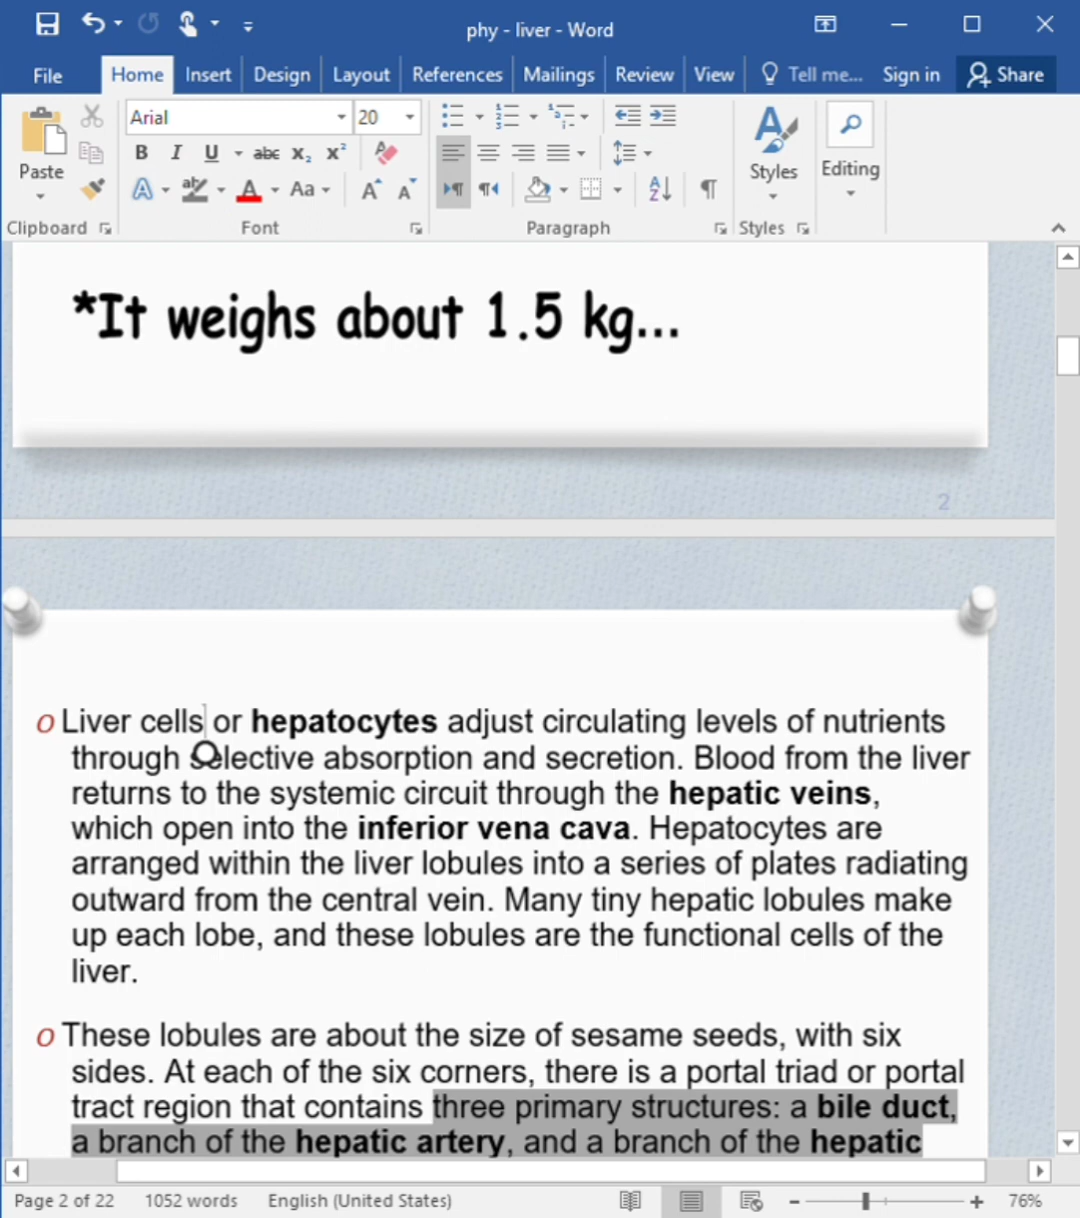 phy - liver - Word
File Home Insert Design Layout References Mailings Review View Tell me... Sign in Share
Arial 20
Paste
B I U abc x₂ x² A
A ab A Aa A A
Styles
Editing
Clipboard Font Paragraph Styles
*It weighs about 1.5 kg...
2
o Liver cells or hepatocytes adjust circulating levels of nutrients
through selective absorption and secretion. Blood from the liver
returns to the systemic circuit through the hepatic veins,
which open into the inferior vena cava. Hepatocytes are
arranged within the liver lobules into a series of plates radiating
outward from the central vein. Many tiny hepatic lobules make
up each lobe, and these lobules are the functional cells of the
liver.
o These lobules are about the size of sesame seeds, with six
sides. At each of the six corners, there is a portal triad or portal
tract region that contains three primary structures: a bile duct,
a branch of the hepatic artery, and a branch of the hepatic
Page 2 of 22 1052 words English (United States) 76%